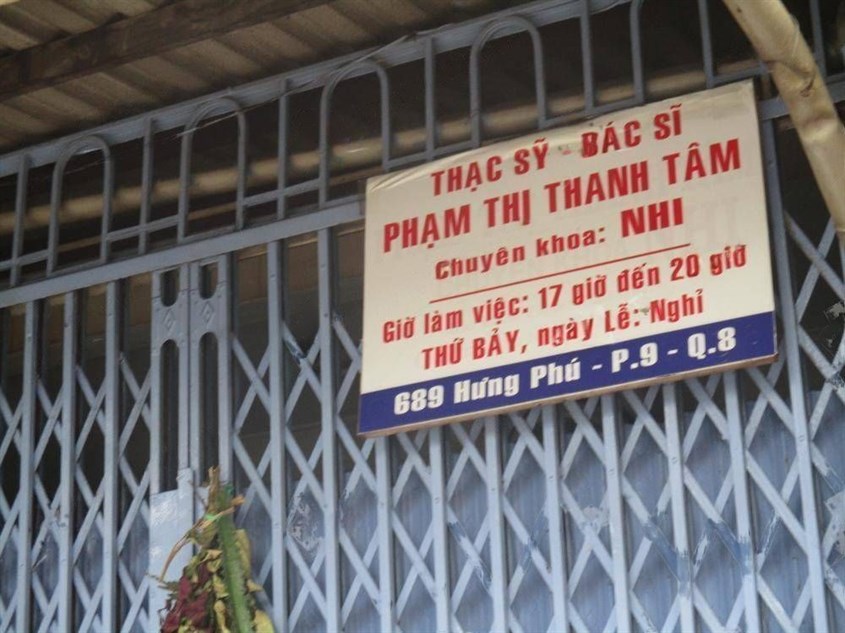 THẠC SỸ - BÁC SĨ
PHẠM THỊ THANH TÂM
Chuyên khoa: NHI
Giờ làm việc: 17 giờ đến 20 giờ
THỨ BẢY, ngày Lễ: Nghỉ
689 Hưng Phú - P.9 - Q.8